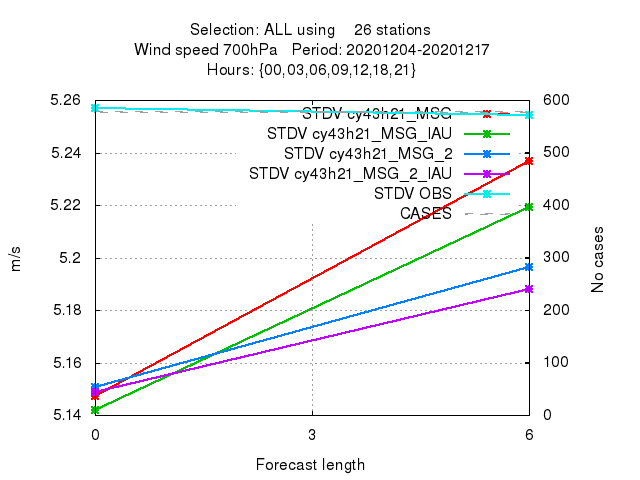 Selection: ALL using 26 stations
Wind speed 700hPa Period: 20201204-20201217
Hours: {00,03,06,09,12,18,21}
5.26
5.24
5.22
5.2
5.18
5.16
5.14
600
500
400
300
200
100
0
STDV cy43h21_MSG
STDV cy43h21_MSG_IAU
STDV cy43h21_MSG_2
STDV cy43h21_MSG_2_IAU
STDV OBS
CASES
m/s
No cases
0 3 6
Forecast length